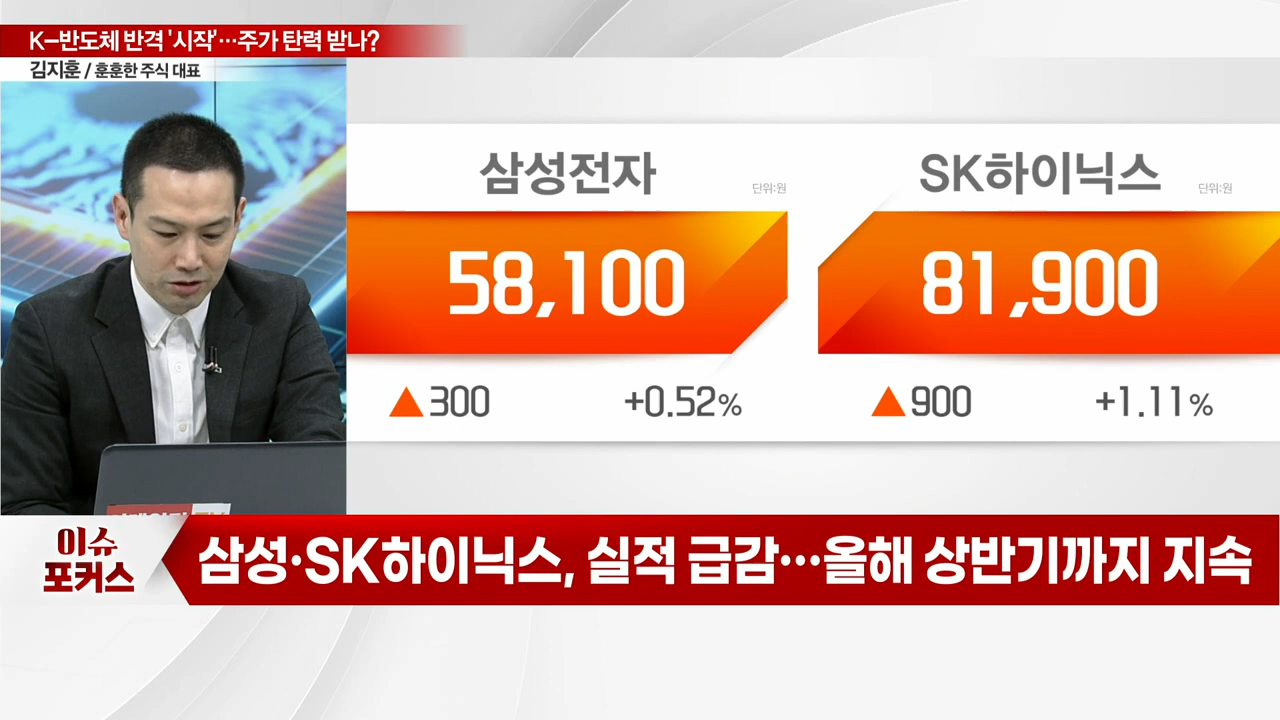 K-반도체 반격 '시작'…주가 탄력 받나?
김지훈 / 훈훈한 주식 대표
삼성전자
단위:원
58,100
▲300
+0.52%
SK하이닉스
단위:원
81,900
▲900
+1.11%
이슈
포커스
삼성·SK하이닉스, 실적 급감…올해 상반기까지 지속